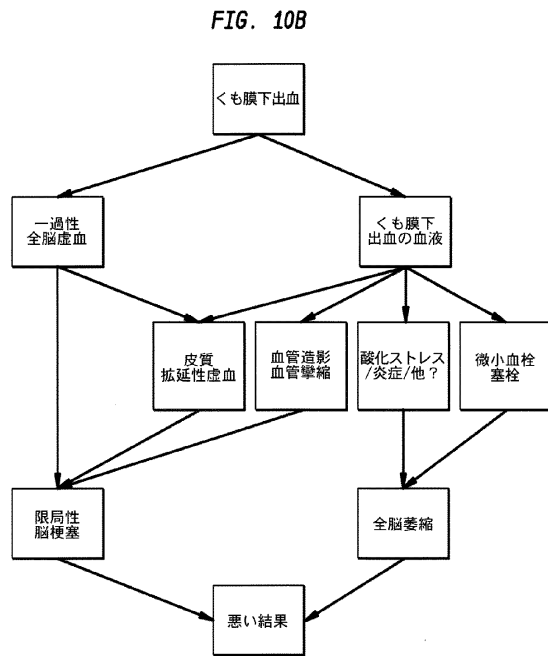 FIG. 10B
くも膜下出血
一過性
全脳虚血
くも膜下
出血の血液
皮質
拡延性虚血
血管造影
血管攣縮
酸化ストレス
/炎症/他？
微小血栓
塞栓
限局性
脳梗塞
全脳萎縮
悪い結果